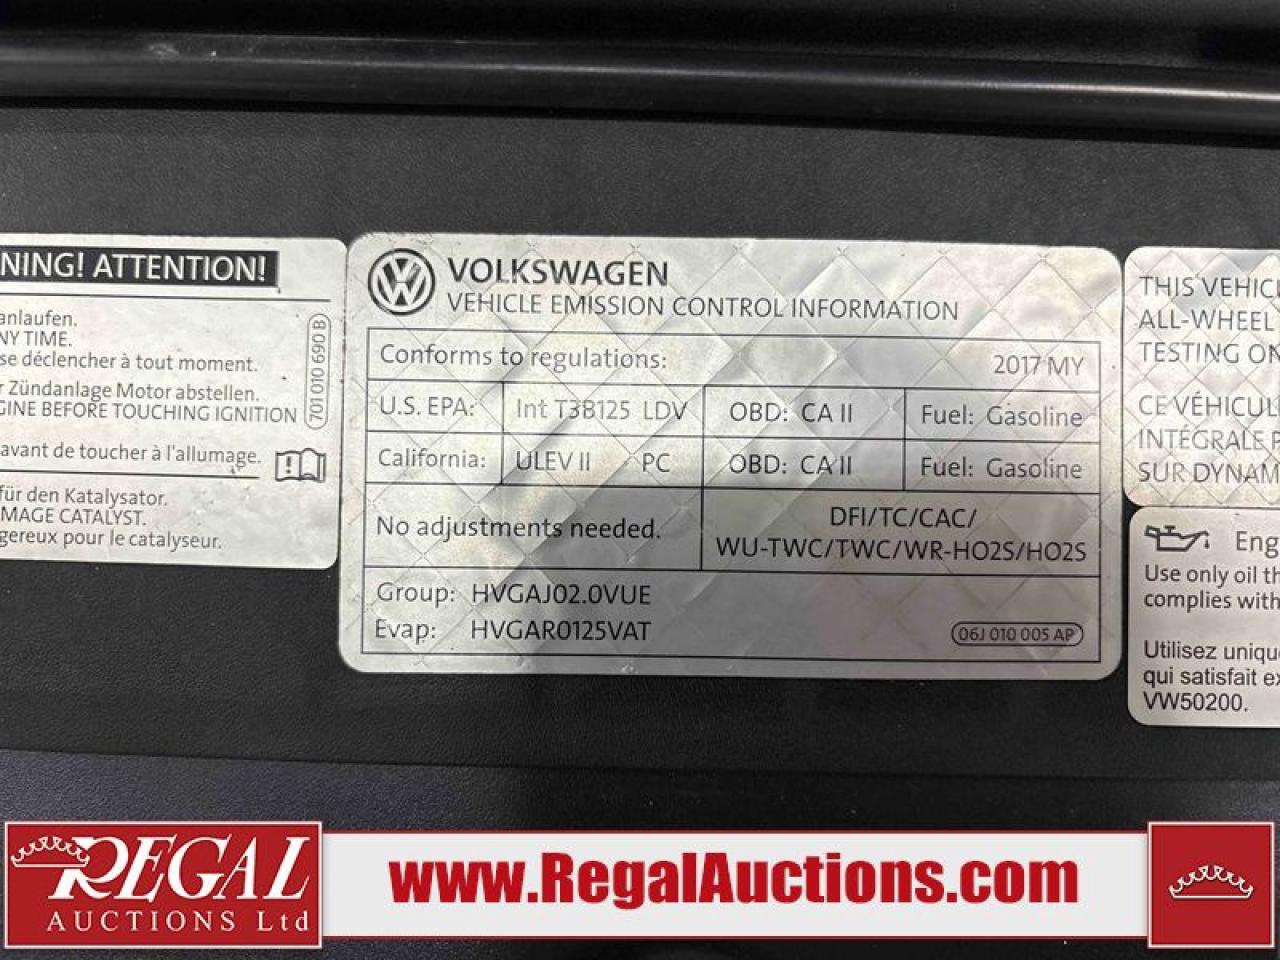 NING! ATTENTION!
anlaufen.
NY TIME.
se déclencher à tout moment.
r Zündanlage Motor abstellen.
GINE BEFORE TOUCHING IGNITION
avant de toucher à l'allumage.
für den Katalysator.
MAGE CATALYST.
gereux pour le catalyseur.
701 010 690 B
VOLKSWAGEN
VEHICLE EMISSION CONTROL INFORMATION
Conforms to regulations: 2017 MY
U.S. EPA: Int T3B125 LDV OBD: CA II Fuel: Gasoline
California: ULEV II PC OBD: CA II Fuel: Gasoline
No adjustments needed.
DFI/TC/CAC/
WU-TWC/TWC/WR-HO2S/HO2S
Group: HVGAJ02.0VUE
Evap: HVGAR0125VAT
06J 010 005 AP
THIS VEHICL
ALL-WHEEL
TESTING ON
CE VÉHICUL
INTÉGRALE P
SUR DYNAM
Eng
Use only oil th
complies with
Utilisez unique
qui satisfait ex
VW50200.
REGAL
AUCTIONS Ltd
www.RegalAuctions.com